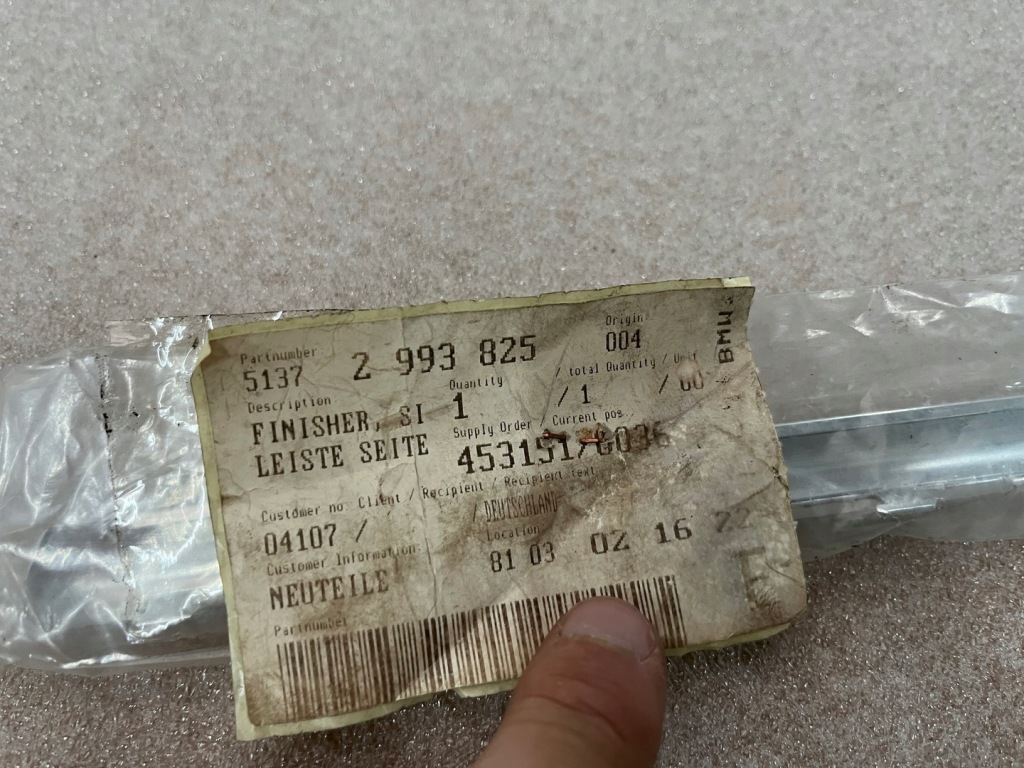 Partnumber
5137 2 993 825
Origin
004
BMW
Description
FINISHER, SI
LEISTE SEITE
Quantity
1
/ total Quantity / Unit
/ 1 / 00
Supply Order / Current pos.
Customer no. Client / Recipient / Recipient text
04107 / / DEUTSCHLAND
Customer Information
NEUTEILE
Location
81 03 02 16
Partnumber